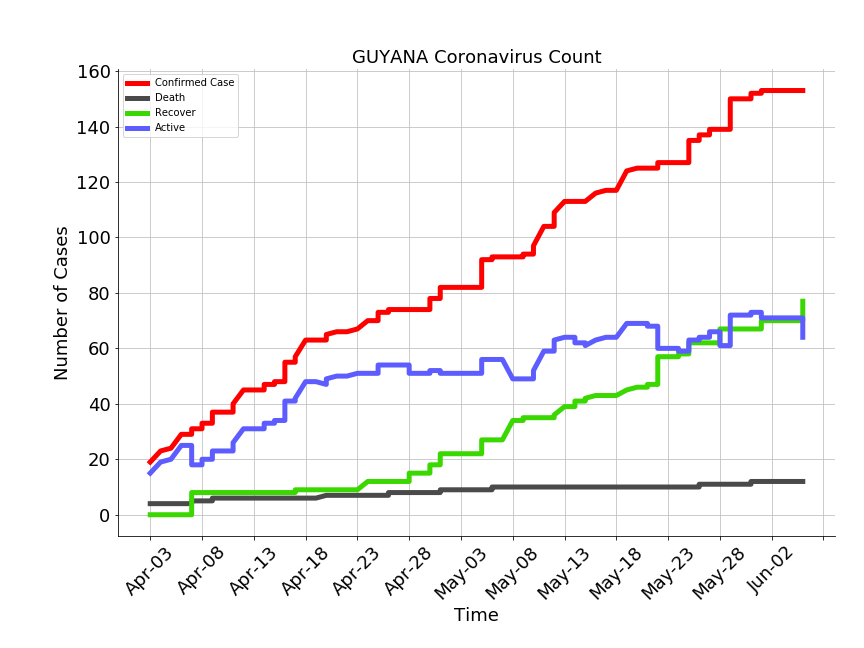 GUYANA Coronavirus Count
Confirmed Case
Death
Recover
Active
Number of Cases
160
140
120
100
80
60
40
20
0
Apr-03
Apr-08
Apr-13
Apr-18
Apr-23
Apr-28
May-03
May-08
May-13
May-18
May-23
May-28
Jun-02
Time